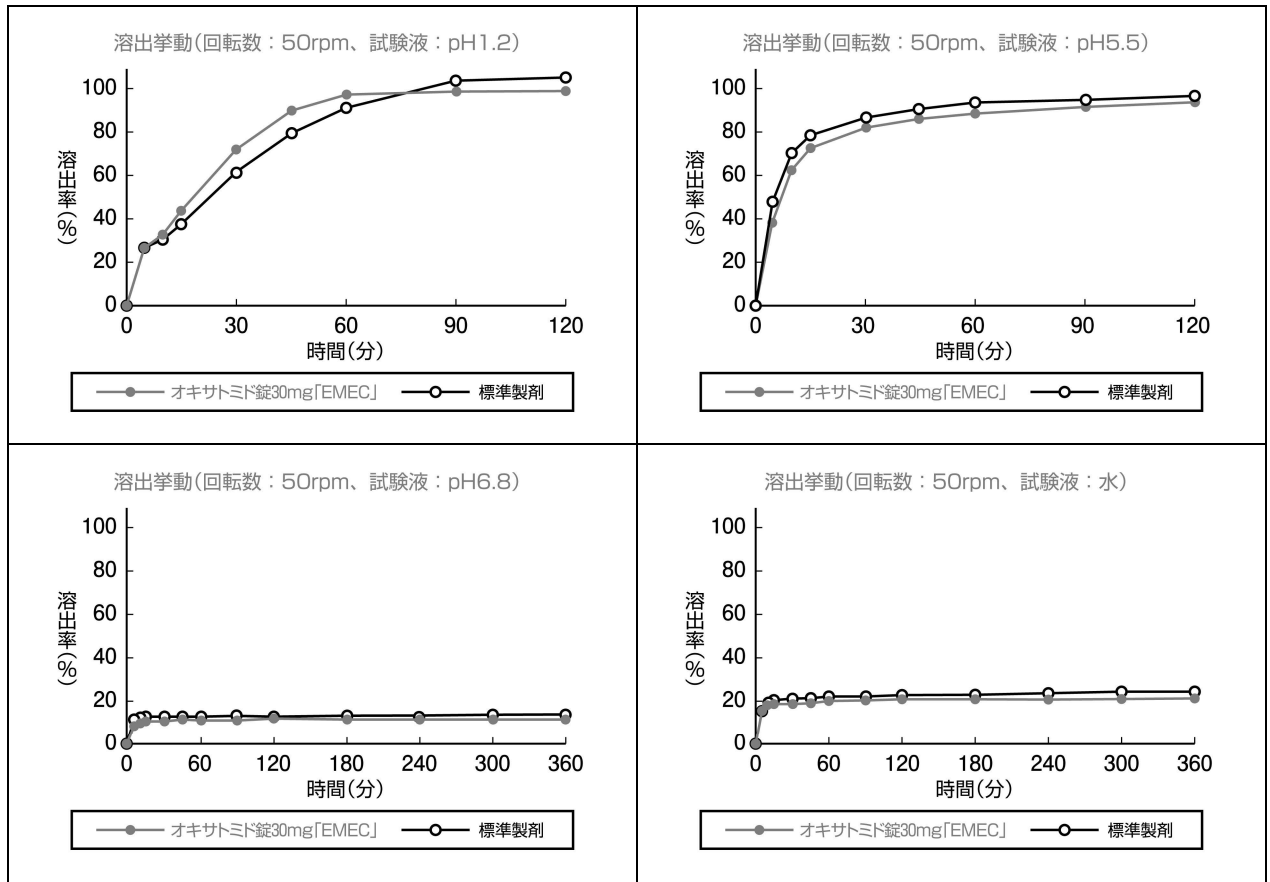 溶出挙動(回転数：50rpm、試験液：pH1.2)
溶出率(%)
100
80
60
40
20
0
0 30 60 90 120
時間(分)
オキサトミド錠30mg「EMEC」 標準製剤
溶出挙動(回転数：50rpm、試験液：pH5.5)
溶出率(%)
100
80
60
40
20
0
0 30 60 90 120
時間(分)
オキサトミド錠30mg「EMEC」 標準製剤
溶出挙動(回転数：50rpm、試験液：pH6.8)
溶出率(%)
100
80
60
40
20
0
0 60 120 180 240 300 360
時間(分)
オキサトミド錠30mg「EMEC」 標準製剤
溶出挙動(回転数：50rpm、試験液：水)
溶出率(%)
100
80
60
40
20
0
0 60 120 180 240 300 360
時間(分)
オキサトミド錠30mg「EMEC」 標準製剤